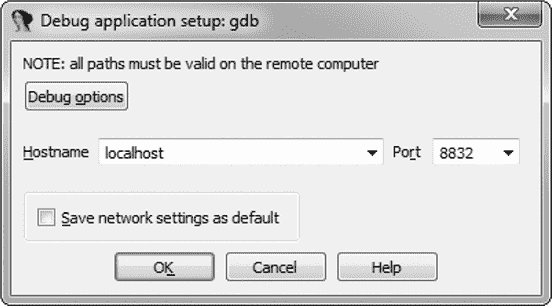 Debug application setup: gdb
NOTE: all paths must be valid on the remote computer
Debug options
Hostname localhost Port 8832
Save network settings as default
OK Cancel Help